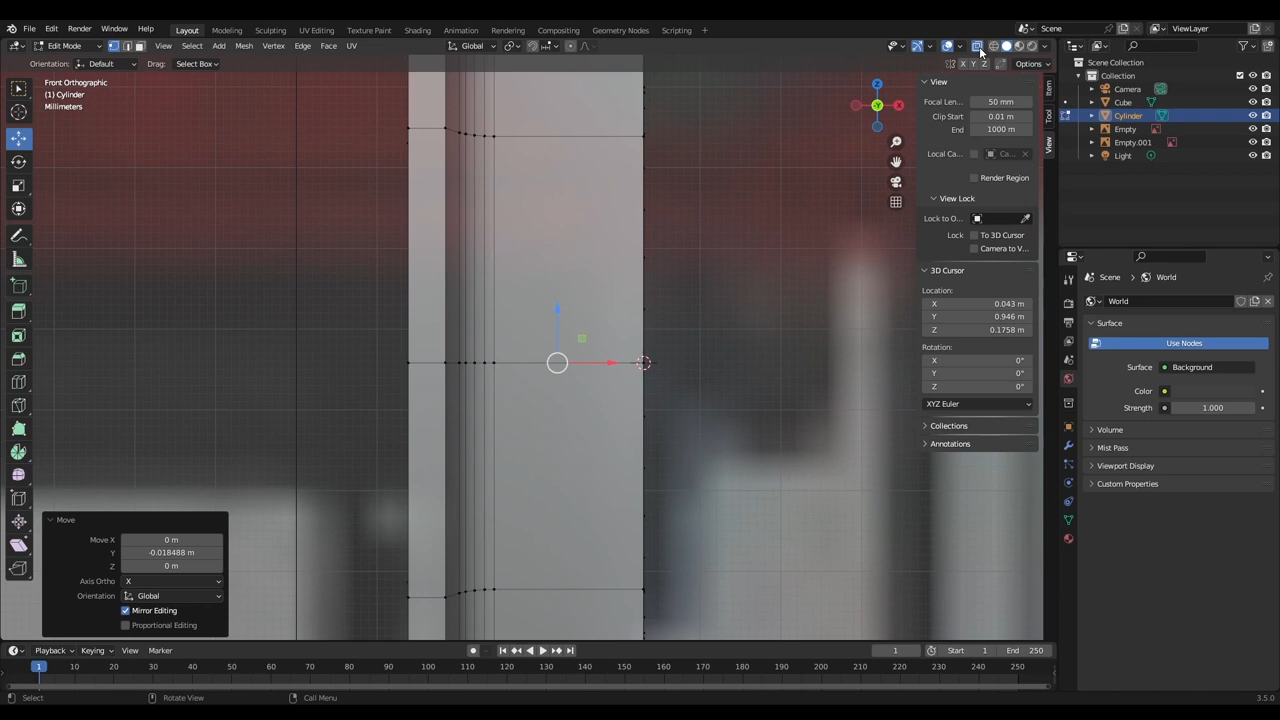 File Edit Render Window Help Layout Modeling Sculpting UV Editing Texture Paint Shading Animation Rendering Compositing Geometry Nodes Scripting + Scene ViewLayer
Edit Mode View Select Add Mesh Vertex Edge Face UV Global
Orientation: Default Drag: Select Box X Y Z Options
Front Orthographic
(1) Cylinder
Millimeters
Z
X
-Y
View
Focal Len... 50 mm
Clip Start 0.01 m
End 1000 m
Local Ca... Ca...
Render Region
View Lock
Lock to O...
Lock To 3D Cursor
Camera to V...
3D Cursor
Location:
X 0.043 m
Y 0.946 m
Z 0.1758 m
Rotation:
X 0°
Y 0°
Z 0°
XYZ Euler
Collections
Annotations
Item
Tool
View
Scene Collection
Collection
Camera
Cube
Cylinder
Empty
Empty.001
Light
Scene World
World
Surface
Use Nodes
Surface Background
Color
Strength 1.000
Volume
Mist Pass
Viewport Display
Custom Properties
Move
Move X 0 m
Y -0.018488 m
Z 0 m
Axis Ortho X
Orientation Global
Mirror Editing
Proportional Editing
Playback Keying View Marker 1 Start 1 End 250
1 10 20 30 40 50 60 70 80 90 100 110 120 130 140 150 160 170 180 190 200 210 220 230 240 250
Select Rotate View Call Menu 3.5.0